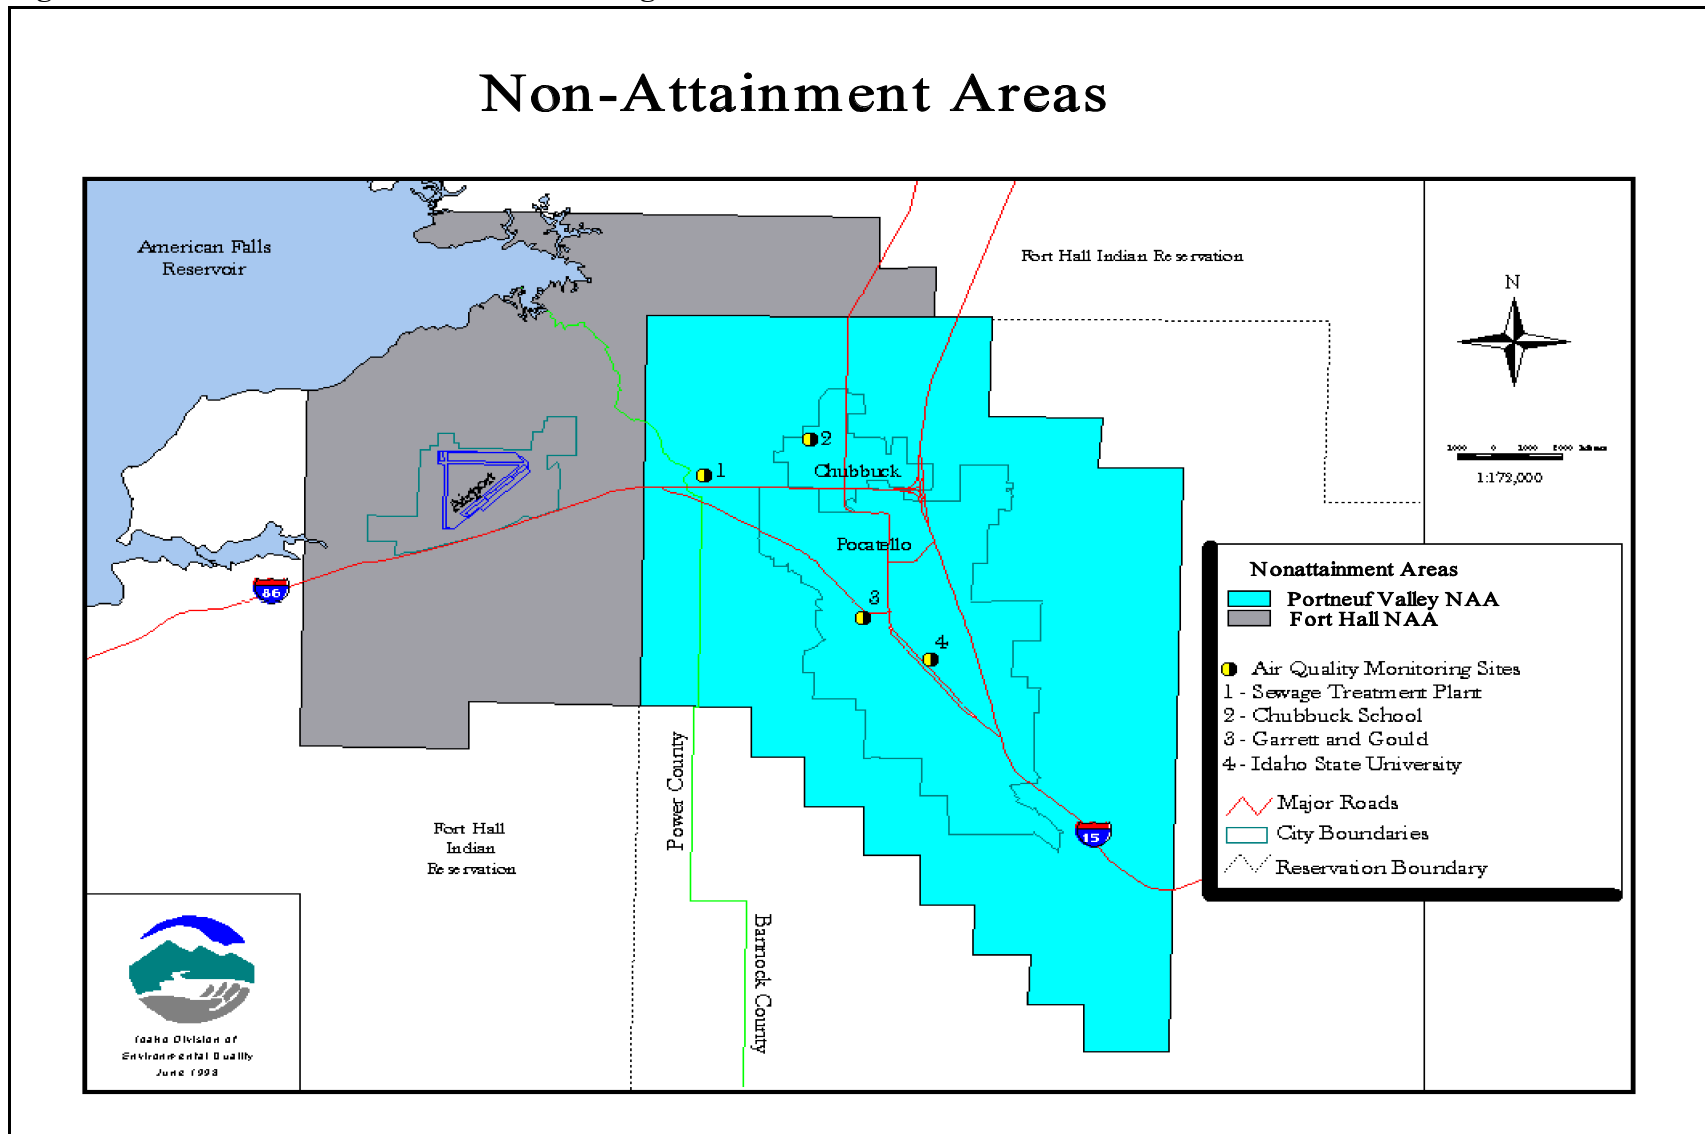 Non-Attainment Areas
American Falls
Reservoir
Fort Hall Indian Reservation
N
1:179,000
Airport
2
1
Chubbuck
Pocatello
3
4
86
15
Nonattainment Areas
Portneuf Valley NAA
Fort Hall NAA
Air Quality Monitoring Sites
1 - Sewage Treatment Plant
2 - Chubbuck School
3 - Garrett and Gould
4 - Idaho State University
Major Roads
City Boundaries
Reservation Boundary
Power County
Bannock County
Fort Hall
Indian
Reservation
Idaho Division of
Environmental Quality
June 1998